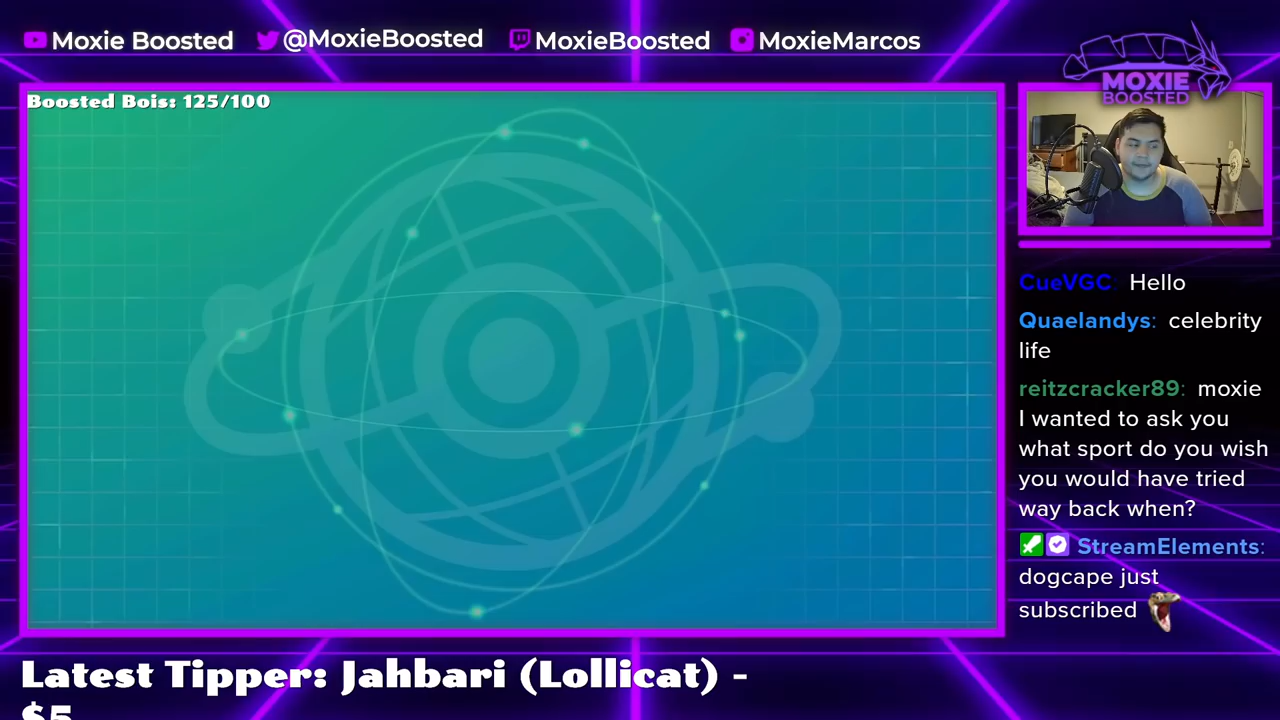 Moxie Boosted @MoxieBoosted MoxieBoosted MoxieMarcos
MOXIE
BOOSTED
Boosted Bois: 125/100
CueVGC: Hello
Quaelandys: celebrity
life
reitzcracker89: moxie
I wanted to ask you
what sport do you wish
you would have tried
way back when?
StreamElements:
dogcape just
subscribed
Latest Tipper: Jahbari (Lollicat) -
$5